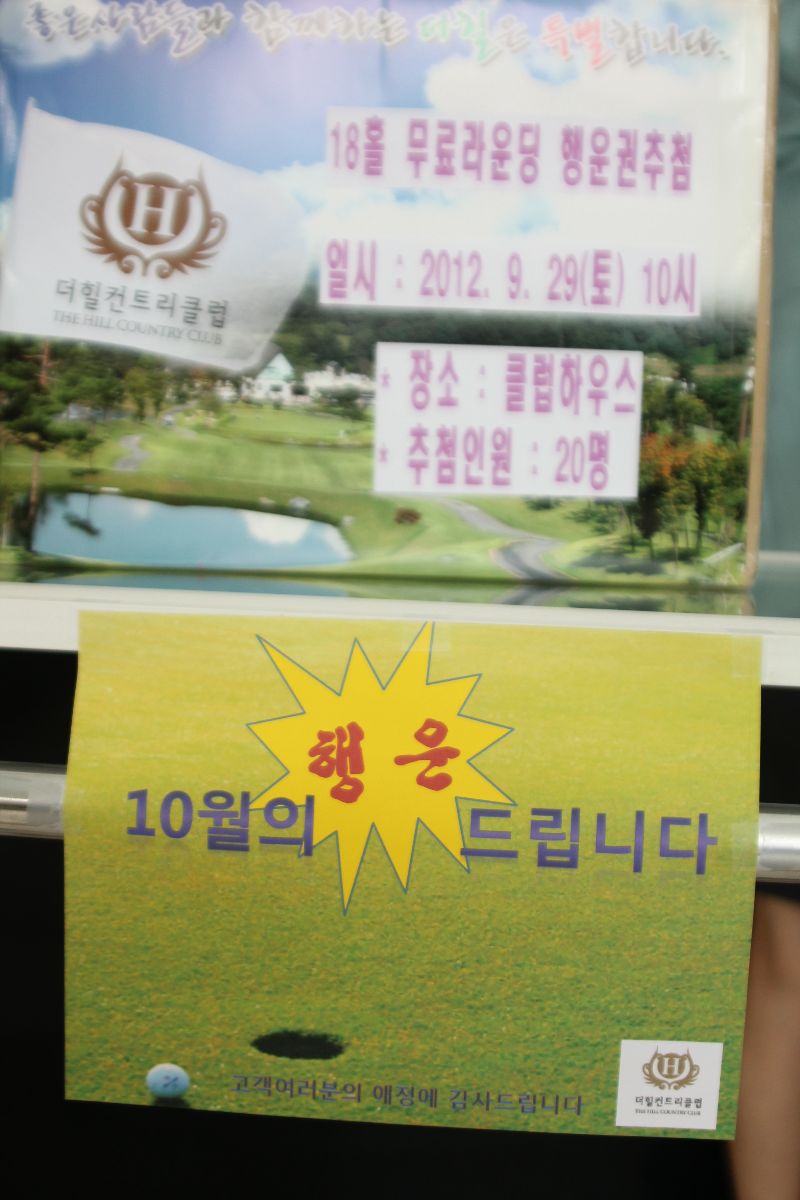 좋은사람들과 함께하는 더힐은 특별합니다.
18홀 무료라운딩 행운권추첨
H
더힐컨트리클럽
THE HILL COUNTRY CLUB
일시 : 2012. 9. 29(토) 10시
* 장소 : 클럽하우스
* 추첨인원 : 20명
행운
10월의 드립니다
고객여러분의 애정에 감사드립니다
H
더힐컨트리클럽
THE HILL COUNTRY CLUB